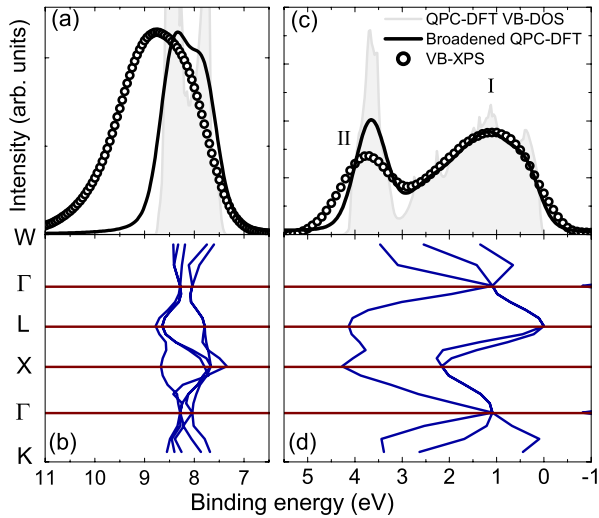 (a)
(c)
QPC-DFT VB-DOS
Broadened QPC-DFT
VB-XPS
I
II
Intensity (arb. units)
W
Γ
L
X
Γ
K
(b)
(d)
11 10 9 8 7 5 4 3 2 1 0 -1
Binding energy (eV)